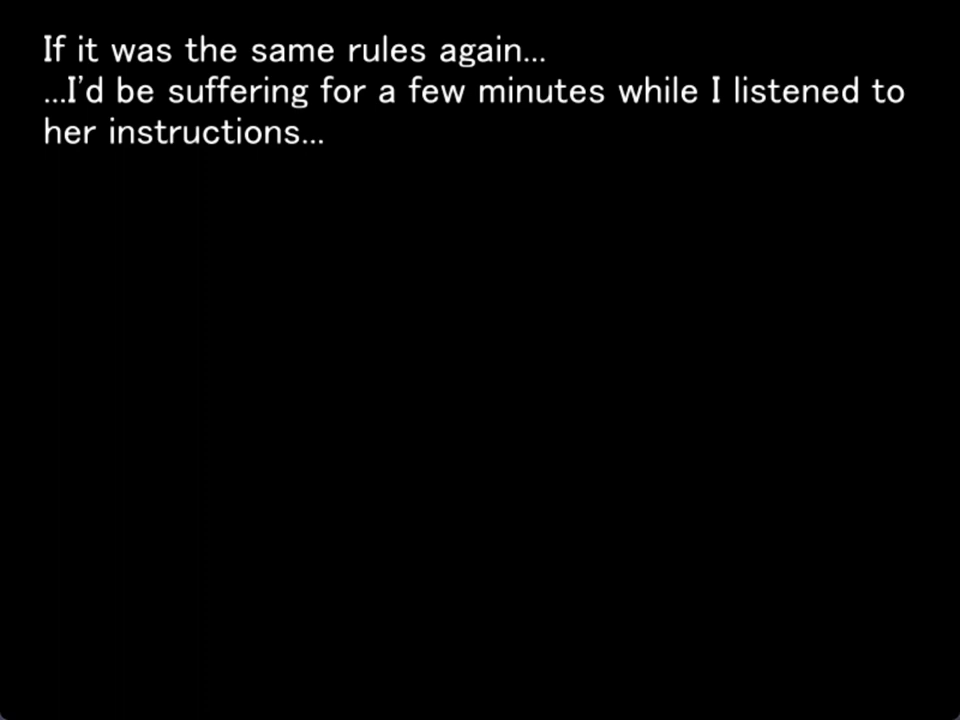 If it was the same rules again...
...I'd be suffering for a few minutes while I listened to
her instructions...